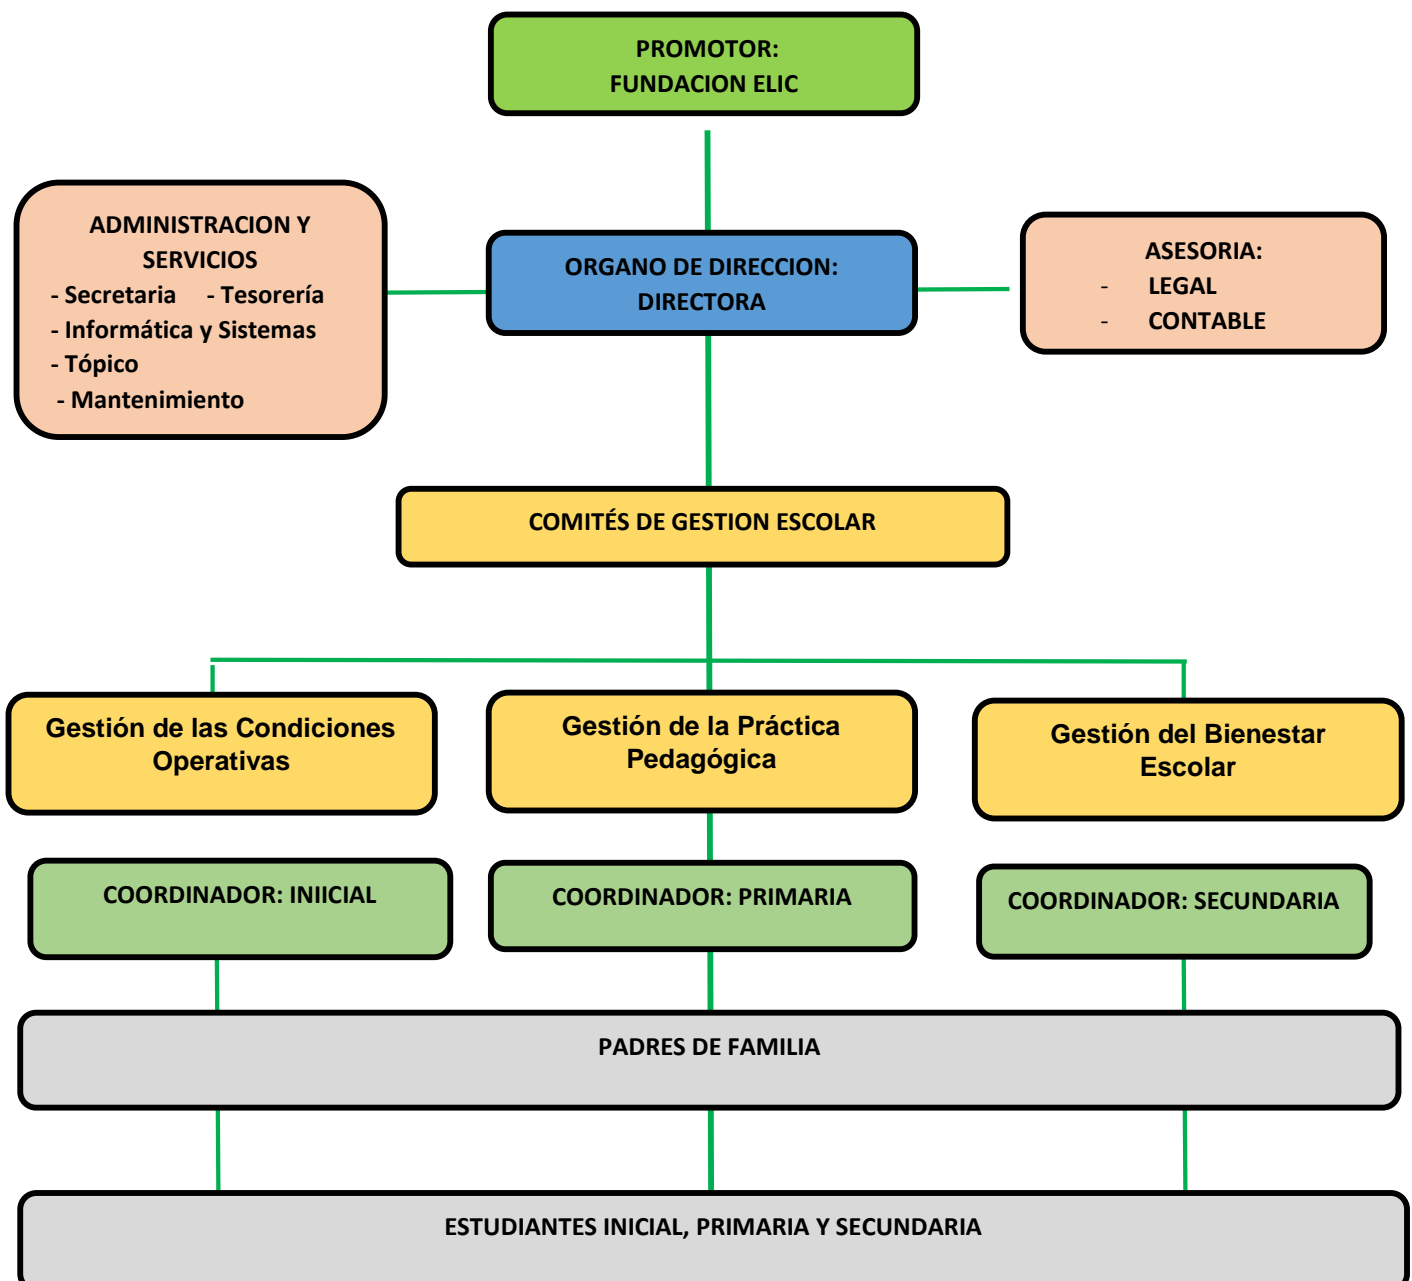 PROMOTOR:
FUNDACION ELIC
ADMINISTRACION Y
SERVICIOS
- Secretaria - Tesorería
- Informática y Sistemas
- Tópico
- Mantenimiento
ORGANO DE DIRECCION:
DIRECTORA
ASESORIA:
- LEGAL
- CONTABLE
COMITÉS DE GESTION ESCOLAR
Gestión de las Condiciones
Operativas
Gestión de la Práctica
Pedagógica
Gestión del Bienestar
Escolar
COORDINADOR: INIICIAL
COORDINADOR: PRIMARIA
COORDINADOR: SECUNDARIA
PADRES DE FAMILIA
ESTUDIANTES INICIAL, PRIMARIA Y SECUNDARIA